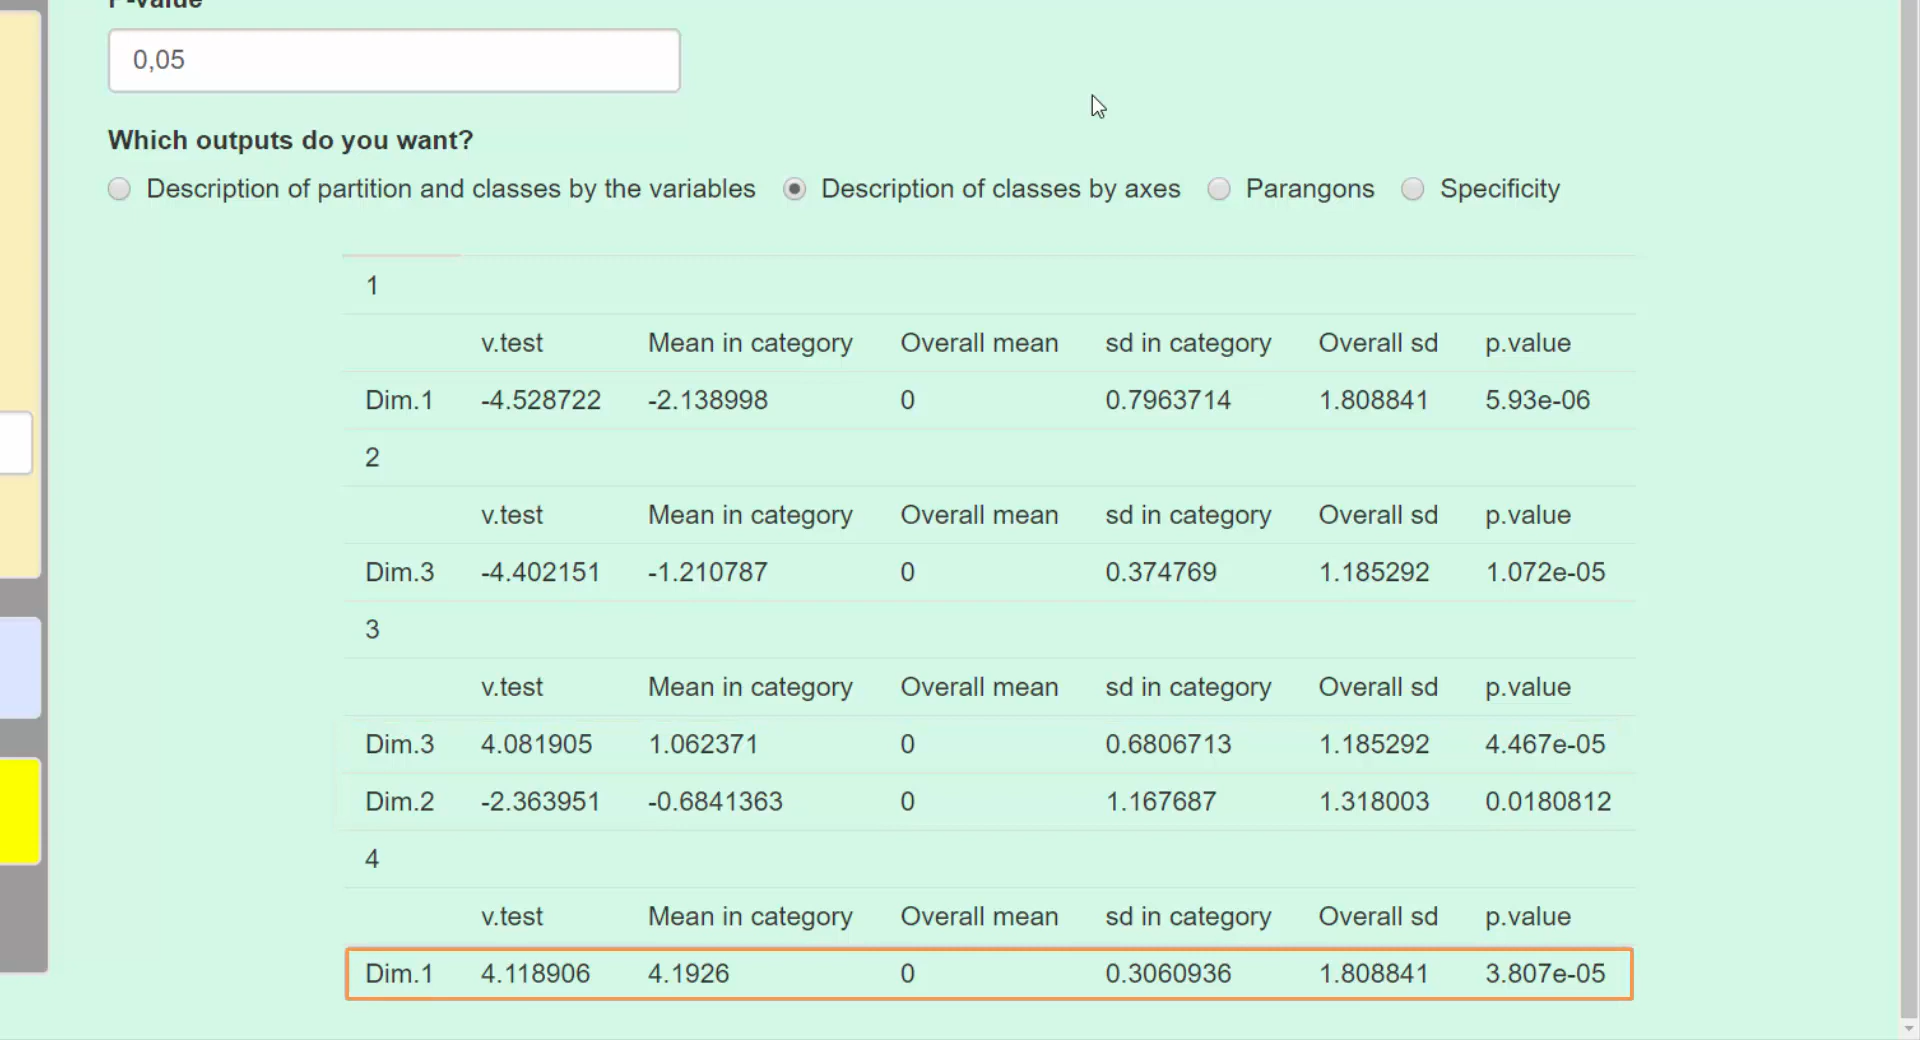 P-value
0,05
Which outputs do you want?
Description of partition and classes by the variables Description of classes by axes Parangons Specificity
1
v.test Mean in category Overall mean sd in category Overall sd p.value
Dim.1 -4.528722 -2.138998 0 0.7963714 1.808841 5.93e-06
2
v.test Mean in category Overall mean sd in category Overall sd p.value
Dim.3 -4.402151 -1.210787 0 0.374769 1.185292 1.072e-05
3
v.test Mean in category Overall mean sd in category Overall sd p.value
Dim.3 4.081905 1.062371 0 0.6806713 1.185292 4.467e-05
Dim.2 -2.363951 -0.6841363 0 1.167687 1.318003 0.0180812
4
v.test Mean in category Overall mean sd in category Overall sd p.value
Dim.1 4.118906 4.1926 0 0.3060936 1.808841 3.807e-05